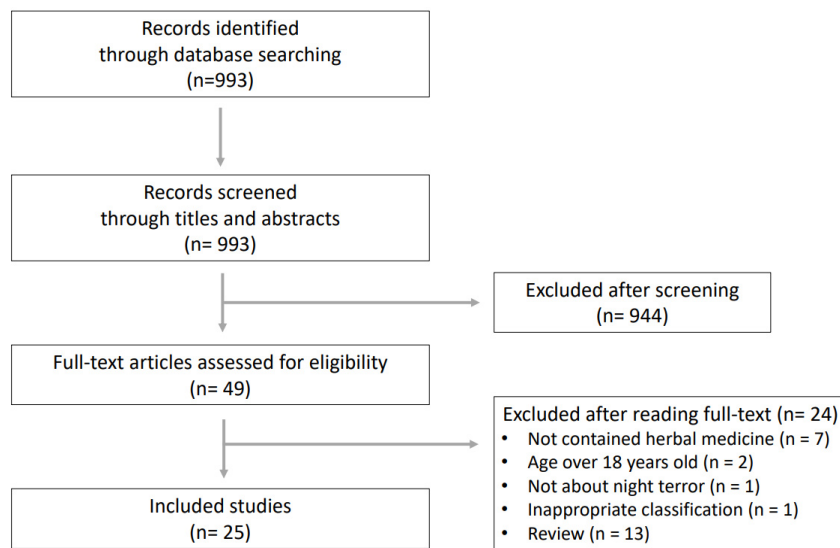 Records identified
through database searching
(n=993)
Records screened
through titles and abstracts
(n= 993)
Excluded after screening
(n= 944)
Full-text articles assessed for eligibility
(n= 49)
Excluded after reading full-text (n= 24)
• Not contained herbal medicine (n = 7)
• Age over 18 years old (n = 2)
• Not about night terror (n = 1)
• Inappropriate classification (n = 1)
• Review (n = 13)
Included studies
(n= 25)